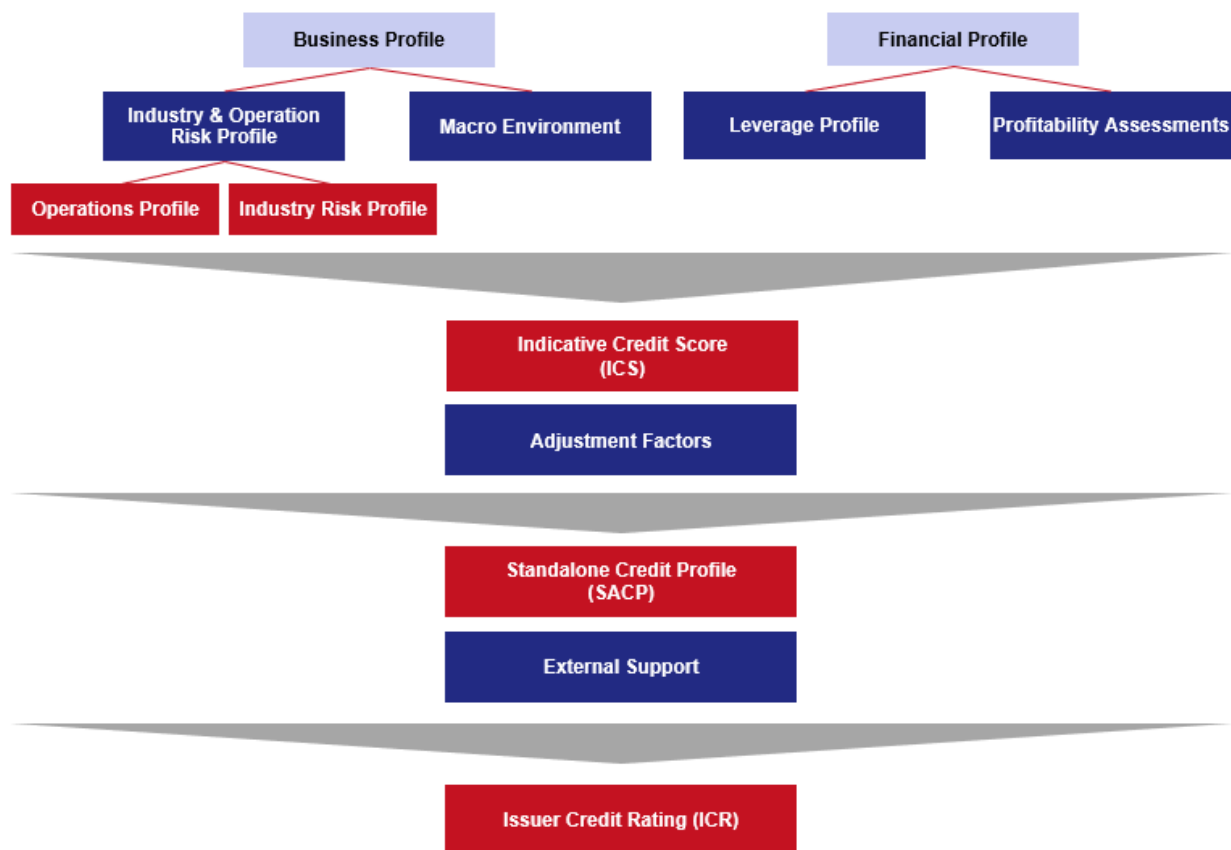 Business Profile
Financial Profile
Industry & Operation
Risk Profile
Macro Environment
Leverage Profile
Profitability Assessments
Operations Profile
Industry Risk Profile
Indicative Credit Score
(ICS)
Adjustment Factors
Standalone Credit Profile
(SACP)
External Support
Issuer Credit Rating (ICR)